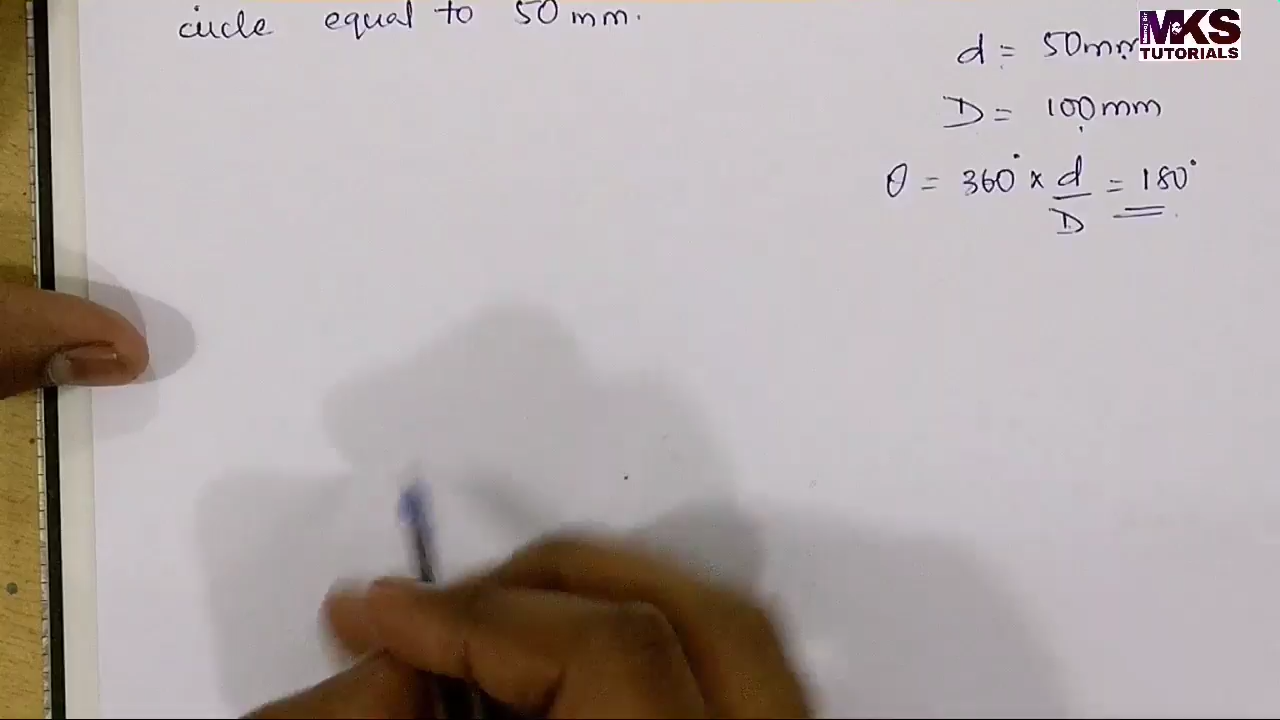 circle equal to 50 mm.
d = 50mm
D = 100mm
θ = 360° × d/D = 180°
MKS
TUTORIALS